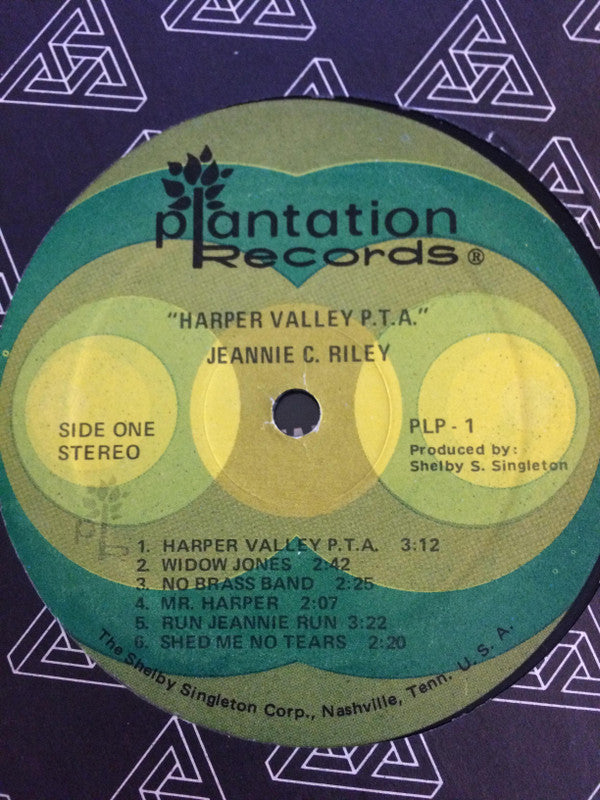 plantation
Records®
"HARPER VALLEY P.T.A."
JEANNIE C. RILEY
SIDE ONE
STEREO
PLP - 1
Produced by:
Shelby S. Singleton
1. HARPER VALLEY P.T.A. 3:12
2. WIDOW JONES 2:42
3. NO BRASS BAND 2:25
4. MR. HARPER 2:07
5. RUN JEANNIE RUN 3:22
6. SHED ME NO TEARS 2:20
The Shelby Singleton Corp., Nashville, Tenn. U. S. A.